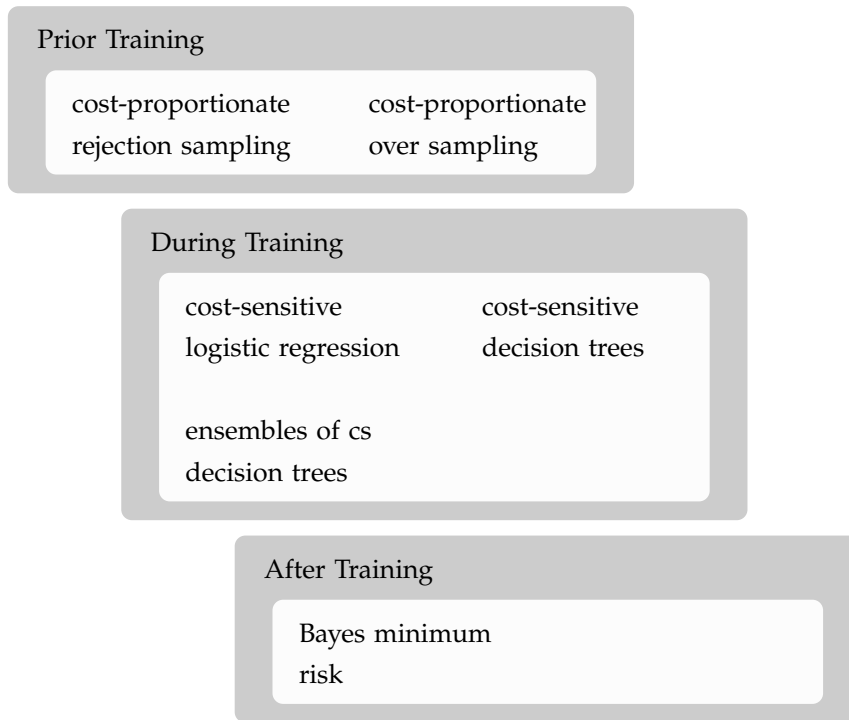 Prior Training
cost-proportionate cost-proportionate
rejection sampling over sampling
During Training
cost-sensitive cost-sensitive
logistic regression decision trees
ensembles of cs
decision trees
After Training
Bayes minimum
risk